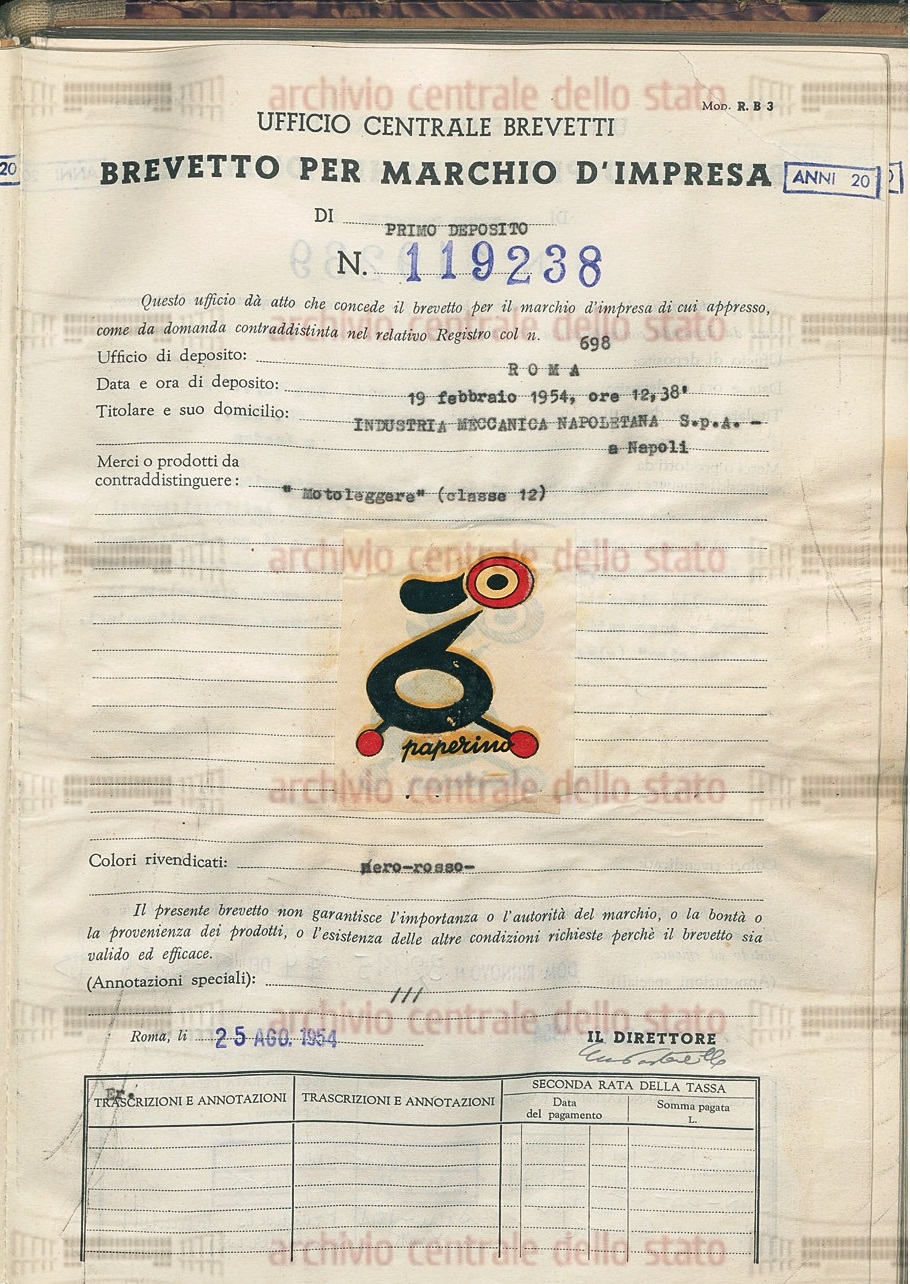 archivio centrale dello stato
Mod. R. B 3
UFFICIO CENTRALE BREVETTI
BREVETTO PER MARCHIO D'IMPRESA
ANNI 20
20
DI PRIMO DEPOSITO
N. 119238
Questo ufficio dà atto che concede il brevetto per il marchio d'impresa di cui appresso,
come da domanda contraddistinta nel relativo Registro col n. 698
archivio centrale dello stato
Ufficio di deposito: ROMA
Data e ora di deposito: 19 febbraio 1954, ore 12,38'
Titolare e suo domicilio: INDUSTRIA MECCANICA NAPOLETANA S.p.A. -
a Napoli
Merci o prodotti da
contraddistinguere: " Motoleggere" (classe 12)
archivio centrale dello stato
paperino
archivio centrale dello stato
Colori rivendicati: nero-rosso-
Il presente brevetto non garantisce l'importanza o l'autorità del marchio, o la bontà o
la provenienza dei prodotti, o l'esistenza delle altre condizioni richieste perchè il brevetto sia
valido ed efficace.
(Annotazioni speciali): ///
archivio centrale dello stato
Roma, li 25 AGO. 1954
IL DIRETTORE
Er.
TRASCRIZIONI E ANNOTAZIONI
TRASCRIZIONI E ANNOTAZIONI
SECONDA RATA DELLA TASSA
Data
del pagamento
Somma pagata
L.
archivio centrale dello stato